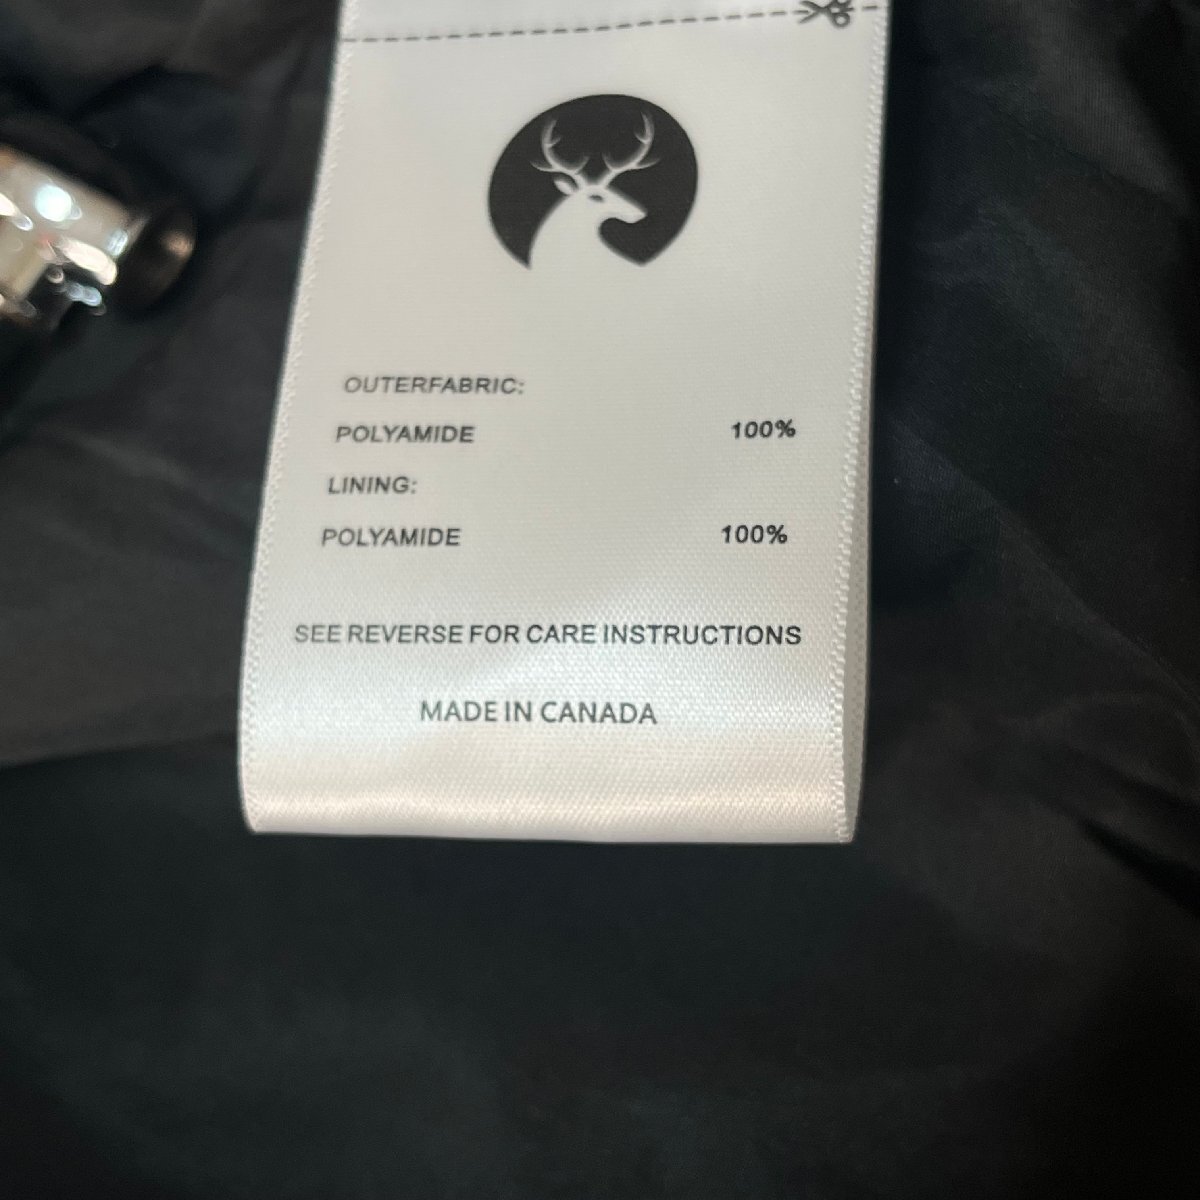 OUTERFABRIC:
POLYAMIDE 100%
LINING:
POLYAMIDE 100%
SEE REVERSE FOR CARE INSTRUCTIONS
MADE IN CANADA